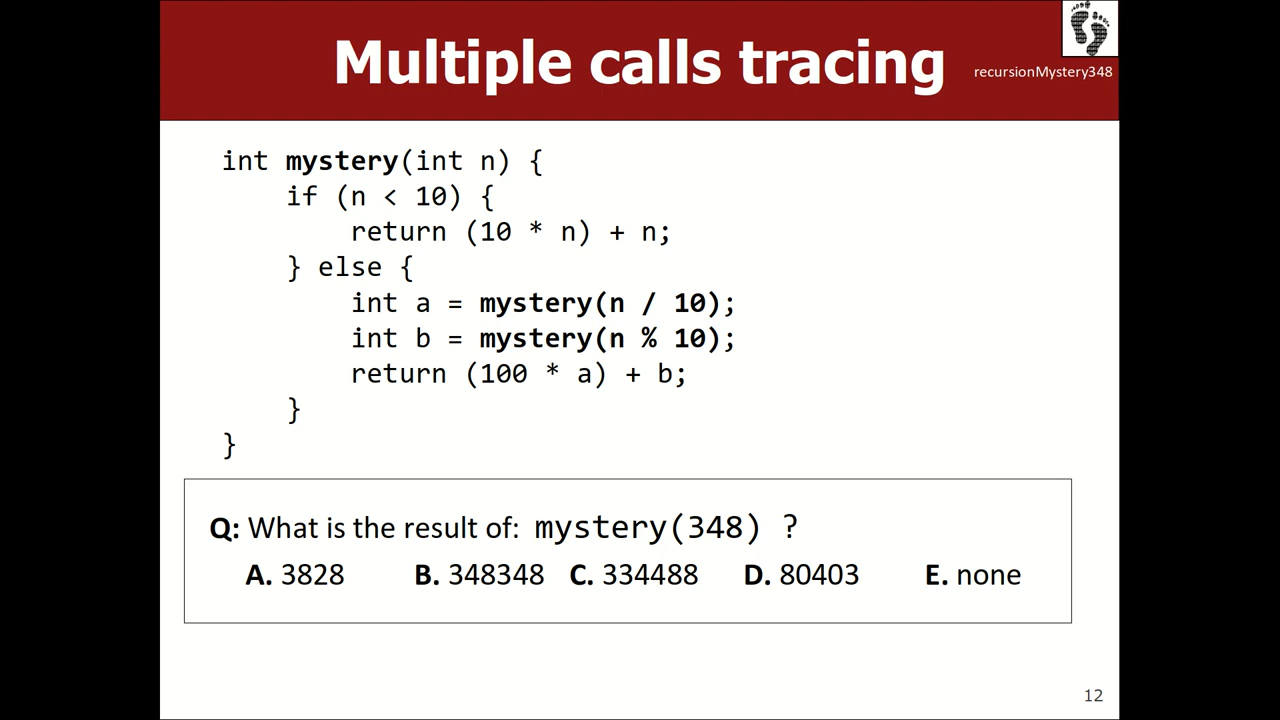 Multiple calls tracing
recursionMystery348
int mystery(int n) {
    if (n < 10) {
        return (10 * n) + n;
    } else {
        int a = mystery(n / 10);
        int b = mystery(n % 10);
        return (100 * a) + b;
    }
}
Q: What is the result of: mystery(348) ?
A. 3828 B. 348348 C. 334488 D. 80403 E. none
12